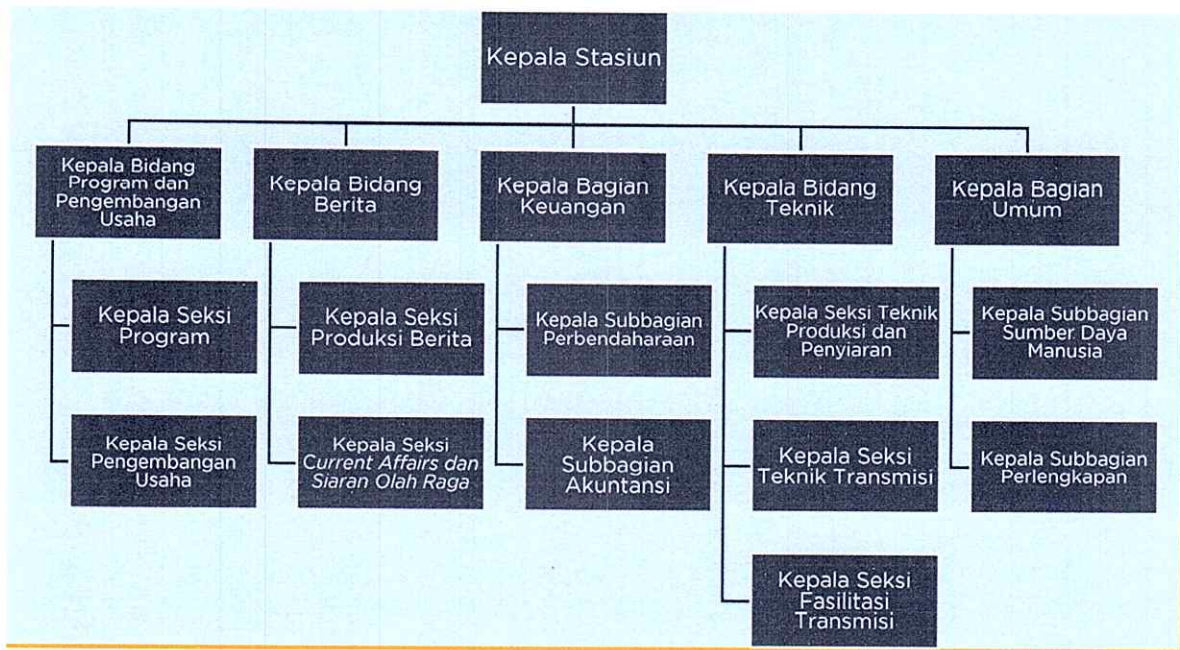 Kepala Stasiun
Kepala Bidang
Program dan
Pengembangan
Usaha
Kepala Bidang
Berita
Kepala Bagian
Keuangan
Kepala Bidang
Teknik
Kepala Bagian
Umum
Kepala Seksi
Program
Kepala Seksi
Produksi Berita
Kepala Subbagian
Perbendaharaan
Kepala Seksi Teknik
Produksi dan
Penyiaran
Kepala Subbagian
Sumber Daya
Manusia
Kepala Seksi
Pengembangan
Usaha
Kepala Seksi
Current Affairs dan
Siaran Olah Raga
Kepala
Subbagian
Akuntansi
Kepala Seksi
Teknik Transmisi
Kepala Subbagian
Perlengkapan
Kepala Seksi
Fasilitasi
Transmisi